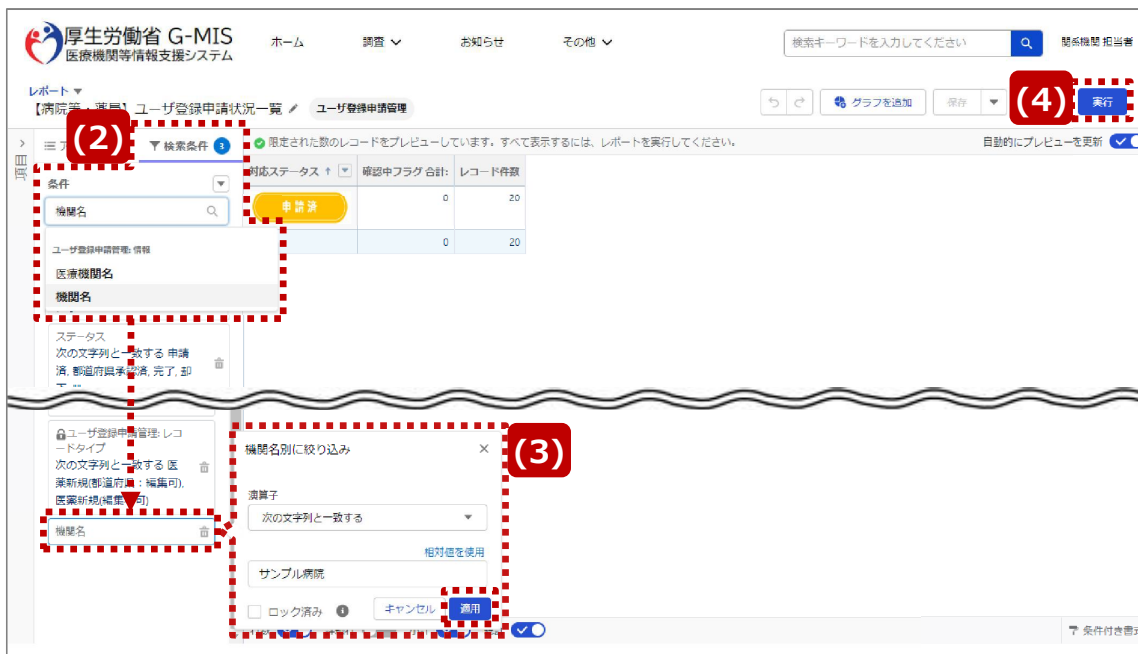 厚生労働省 G-MIS
医療機関等情報支援システム
ホーム
調査
お知らせ
その他
検索キーワードを入力してください
関係機関 担当者
レポート
【病院等・薬局】ユーザ登録申請状況一覧
ユーザ登録申請管理
グラフを追加
保存
(4)
実行
(2)
検索条件 3
限定された数のレコードをプレビューしています。すべて表示するには、レポートを実行してください。
自動的にプレビューを更新
項目
条件
対応ステータス ↑
確認中フラグ 合計:
レコード件数
機関名
申請済
0
20
0
20
ユーザ登録申請管理: 情報
医療機関名
機関名
ステータス
次の文字列と一致する 申請
済, 都道府県承認済, 完了, 却
ユーザ登録申請管理: レコ
ードタイプ
次の文字列と一致する 医
薬新規(都道府県:編集可),
医薬新規(編集不可)
機関名
機関名別に絞り込み
×
(3)
演算子
次の文字列と一致する
相対値を使用
サンプル病院
ロック済み
キャンセル
適用
条件付き書式